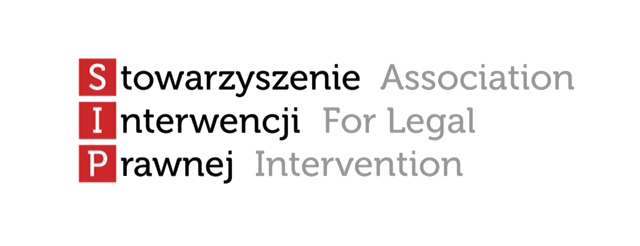 Stowarzyszenie Association
Interwencji For Legal
Prawnej Intervention